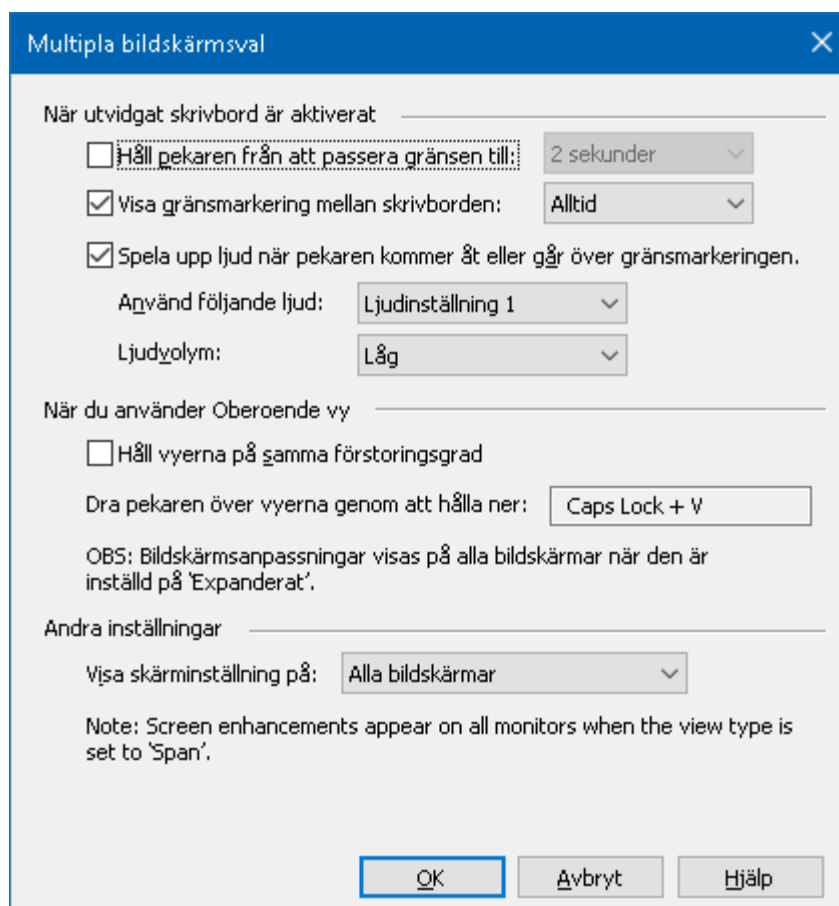 Multipla bildskärmsval
När utvidgat skrivbord är aktiverat
Håll pekaren från att passera gränsen till: 2 sekunder
Visa gränsmarkering mellan skrivborden: Alltid
Spela upp ljud när pekaren kommer åt eller går över gränsmarkeringen.
Använd följande ljud: Ljudinställning 1
Ljudvolym: Låg
När du använder Oberoende vy
Håll vyerna på samma förstoringsgrad
Dra pekaren över vyerna genom att hålla ner: Caps Lock + V
OBS: Bildskärmsanpassningar visas på alla bildskärmar när den är
inställd på 'Expanderat'.
Andra inställningar
Visa skärminställning på: Alla bildskärmar
Note: Screen enhancements appear on all monitors when the view type is
set to 'Span'.
OK Avbryt Hjälp